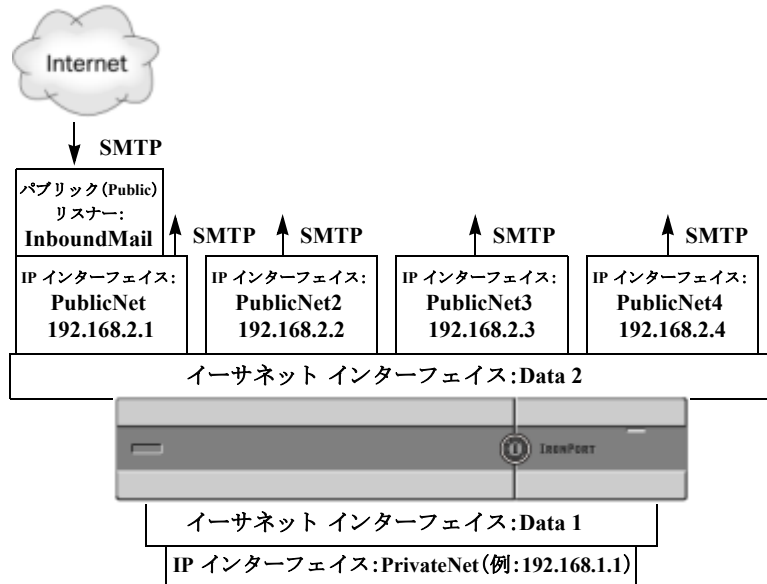 Internet
SMTP
パブリック(Public)
リスナー:
InboundMail
SMTP
SMTP
SMTP
SMTP
IP インターフェイス:
PublicNet
192.168.2.1
IP インターフェイス:
PublicNet2
192.168.2.2
IP インターフェイス:
PublicNet3
192.168.2.3
IP インターフェイス:
PublicNet4
192.168.2.4
イーサネット インターフェイス:Data 2
IRONPORT
イーサネット インターフェイス:Data 1
IP インターフェイス:PrivateNet(例:192.168.1.1)